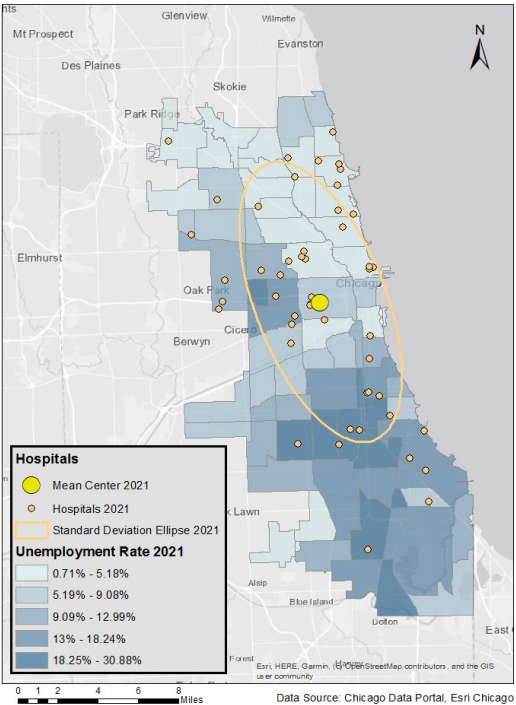 hts
Glenview
Wilmette
N
Mt Prospect
Evanston
Des Plaines
Skokie
Park Ridge
Elmhurst
Chicago
Oak Park
Cicero
Berwyn
Hospitals
Mean Center 2021
Hospitals 2021
Standard Deviation Ellipse 2021
Unemployment Rate 2021
0.71% - 5.18%
5.19% - 9.08%
9.09% - 12.99%
13% - 18.24%
18.25% - 30.88%
k Lawn
Alsip
Blue Island
Dolton
East C
Forest
Harvey
Esri, HERE, Garmin, (c) OpenStreetMap contributors, and the GIS
user community
0 1 2 4 6 8
Miles
Data Source: Chicago Data Portal, Esri Chicago